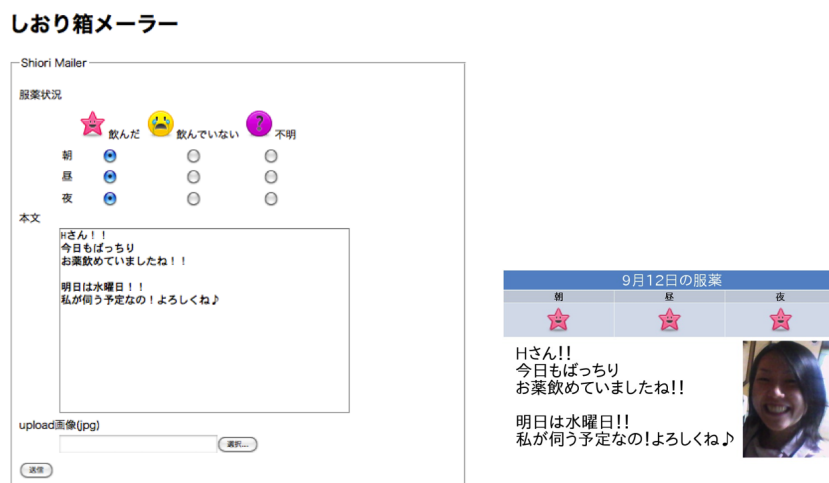 しおり箱メーラー
Shiori Mailer
服薬状況
飲んだ 飲んでいない 不明
朝
昼
夜
本文
Hさん！！
今日もばっちり
お薬飲めていましたね！！
明日は水曜日！！
私が伺う予定なの！よろしくね♪
upload画像(jpg)
選択...
送信
9月12日の服薬
朝 昼 夜
Hさん！！
今日もばっちり
お薬飲めていましたね！！
明日は水曜日！！
私が伺う予定なの！よろしくね♪